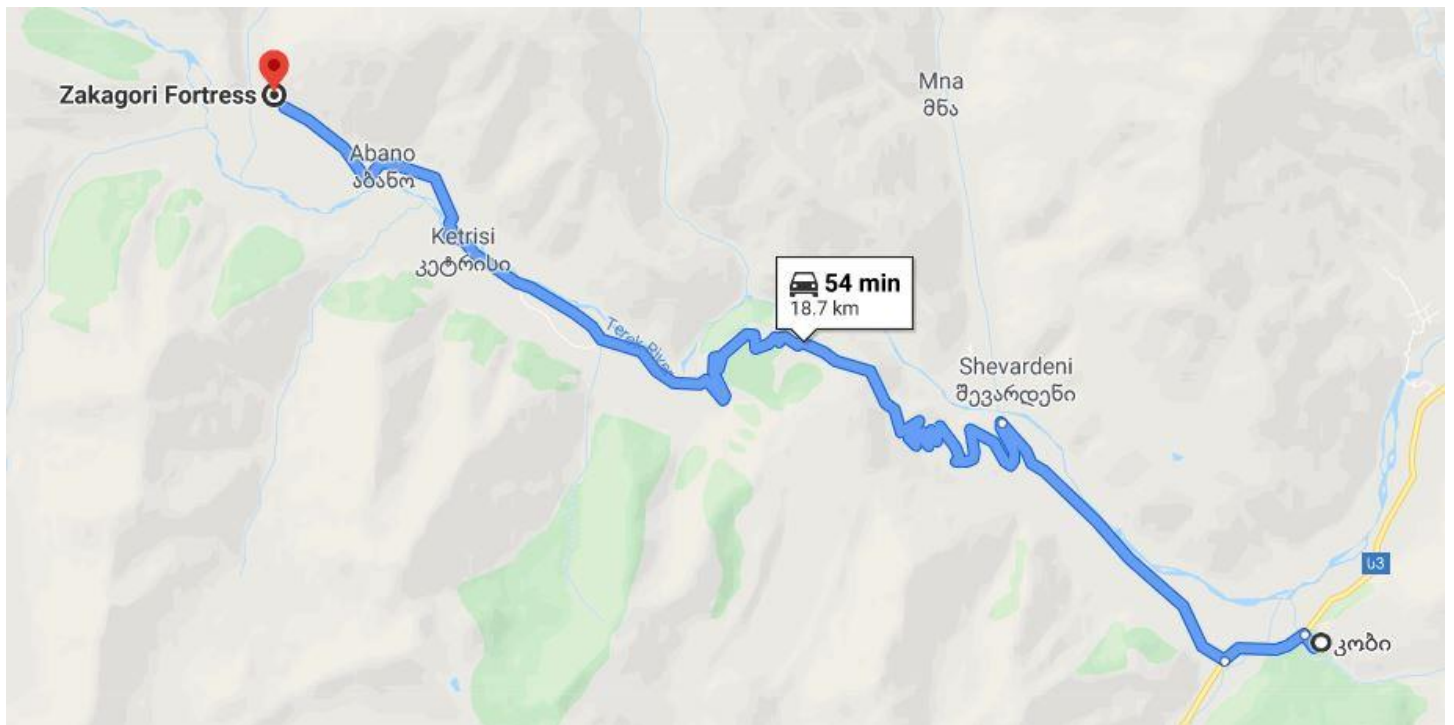 Zakagori Fortress
Mna
მნა
Abano
აბანო
Ketrisi
კეტრისი
54 min
18.7 km
Terek River
Shevardeni
შევარდენი
ს3
კობი